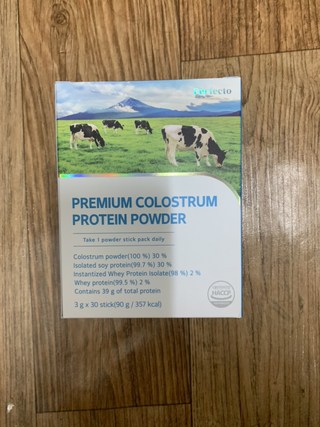 PREMIUM COLOSTRUM
PROTEIN POWDER
Take 1 powder stick pack daily
Colostrum powder(100 %) 30 %
Isolated soy protein(99.7 %) 30 %
Instantized Whey Protein Isolate(98 %) 2 %
Whey protein(99.5 %) 2 %
Contains 39 g of total protein
3 g x 30 stick(90 g / 357 kcal)
HACCP